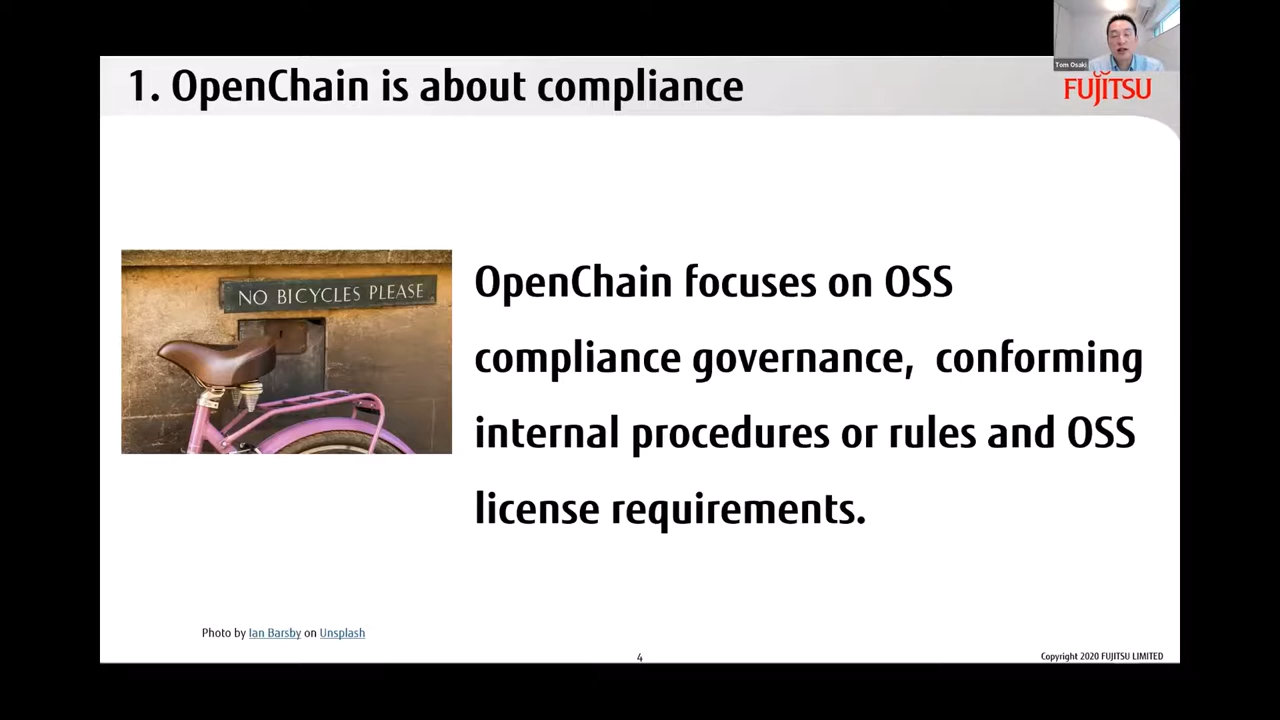 1. OpenChain is about compliance
Tom Osaki
FUJITSU
NO BICYCLES PLEASE
OpenChain focuses on OSS
compliance governance, conforming
internal procedures or rules and OSS
license requirements.
Photo by Ian Barsby on Unsplash
4
Copyright 2020 FUJITSU LIMITED